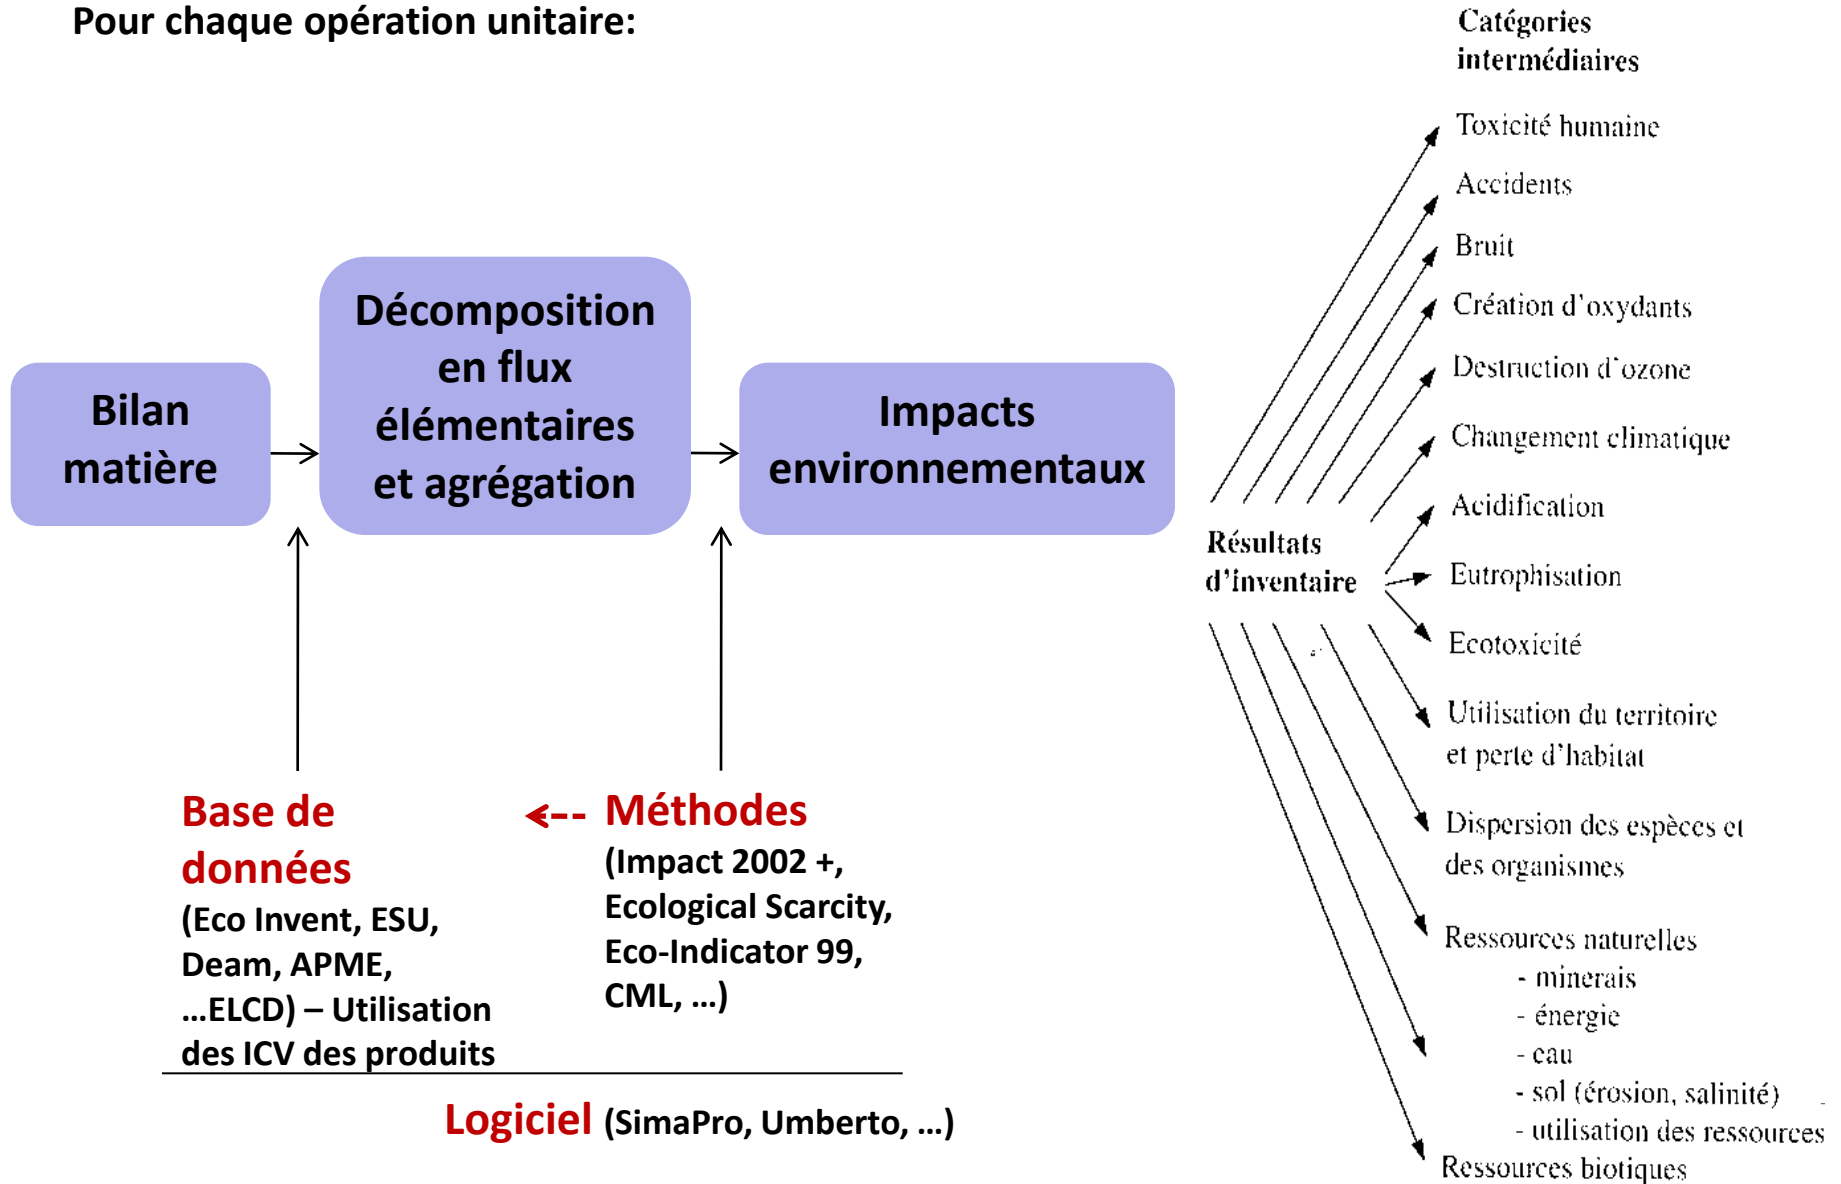 Pour chaque opération unitaire:
Bilan
matière
Décomposition
en flux
élémentaires
et agrégation
Impacts
environnementaux
Base de
données
(Eco Invent, ESU,
Deam, APME,
...ELCD) – Utilisation
des ICV des produits
Méthodes
(Impact 2002 +,
Ecological Scarcity,
Eco-Indicator 99,
CML, ...)
Logiciel (SimaPro, Umberto, ...)
Catégories
intermédiaires
Résultats
d'inventaire
Toxicité humaine
Accidents
Bruit
Création d'oxydants
Destruction d'ozone
Changement climatique
Acidification
Eutrophisation
Ecotoxicité
Utilisation du territoire
et perte d'habitat
Dispersion des espèces et
des organismes
Ressources naturelles
- minerais
- énergie
- eau
- sol (érosion, salinité)
- utilisation des ressources
Ressources biotiques